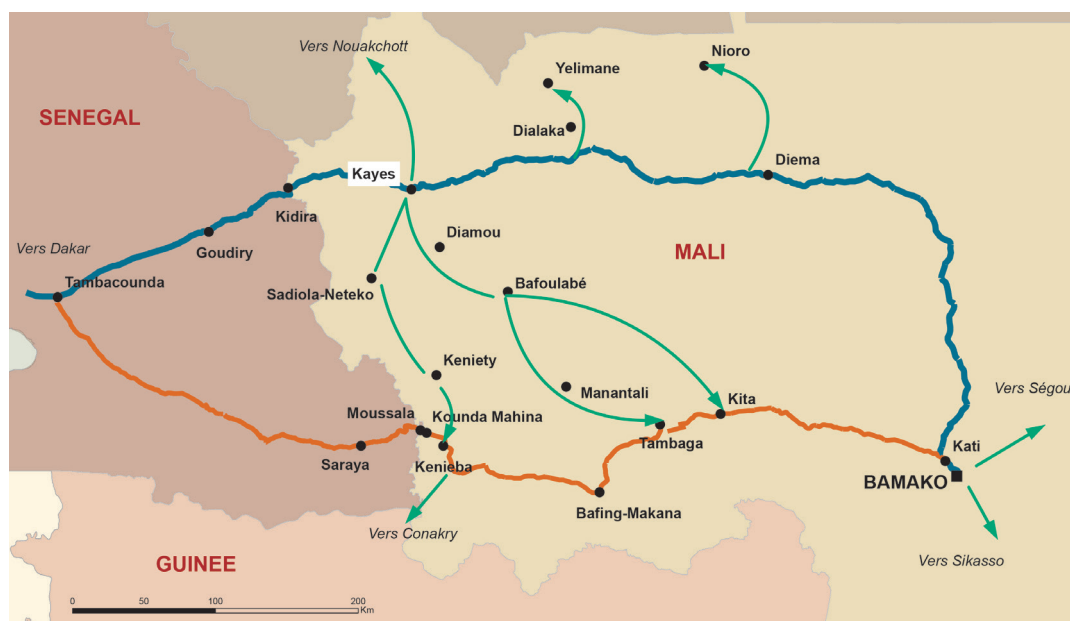 Vers Nouakchott
Nioro
Yelimane
SENEGAL
Dialaka
Kayes
Diema
Kidira
Goudiry
Diamou
Vers Dakar
MALI
Tambacounda
Sadiola-Neteko
Bafoulabé
Keniety
Manantali
Vers Ségou
Moussala
Kounda Mahina
Kita
Saraya
Kenieba
Tambaga
Kati
BAMAKO
Bafing-Makana
Vers Conakry
Vers Sikasso
GUINEE
0 50 100 200
Km